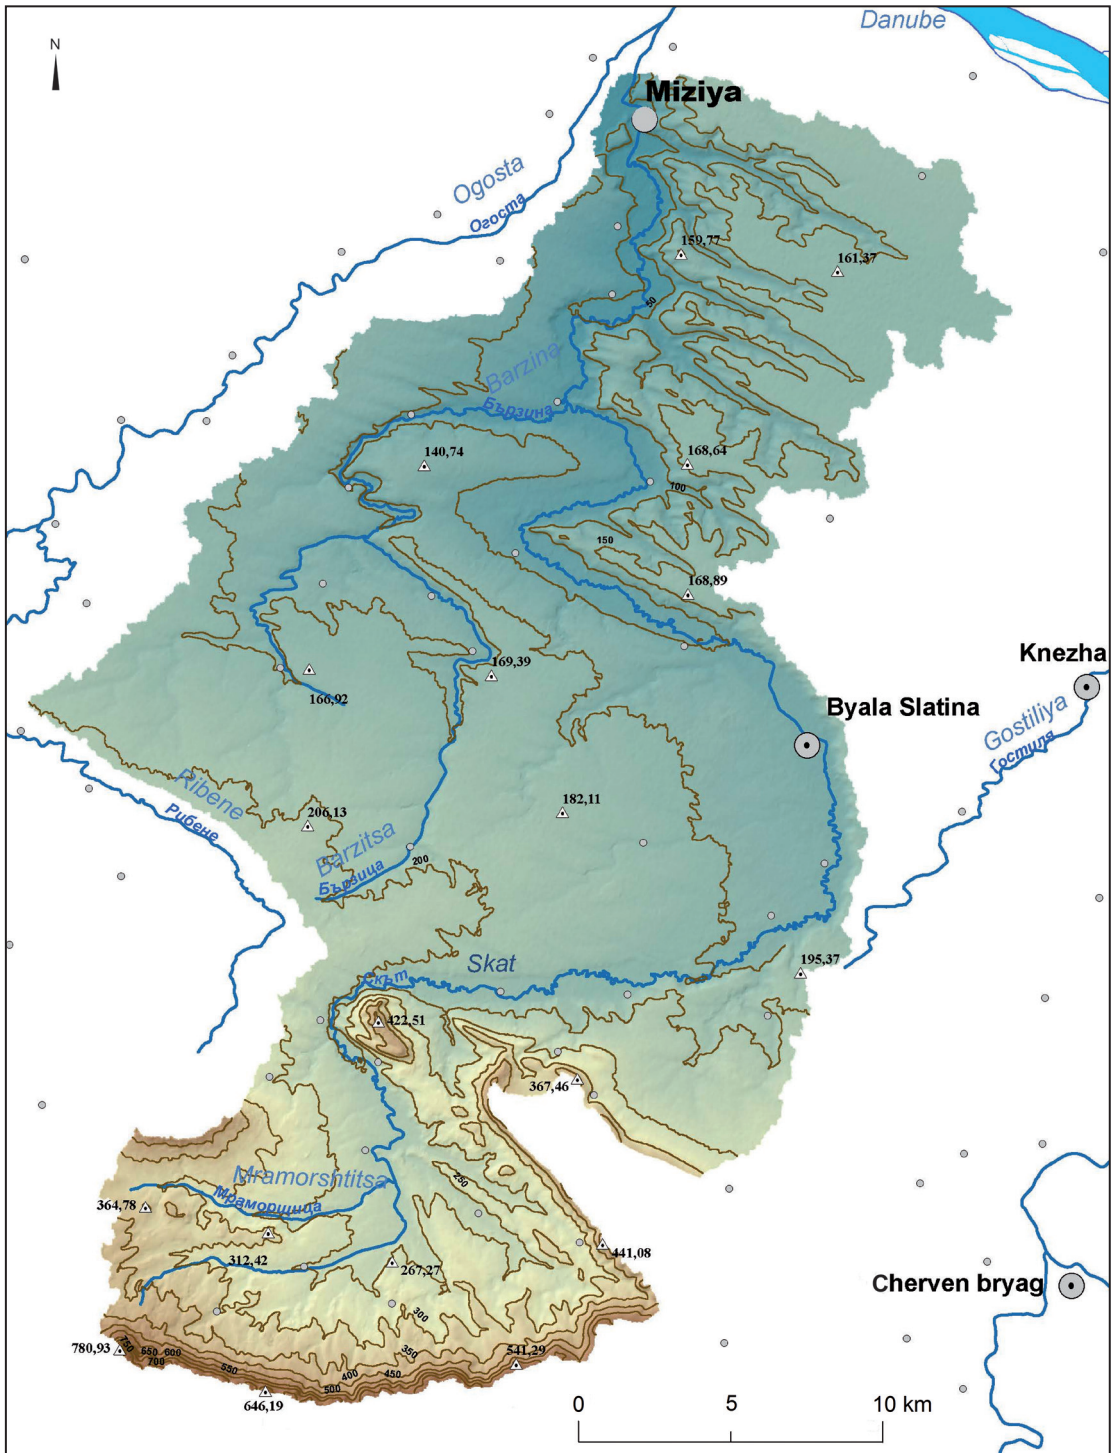 Danube
N
Miziya
Ogosta
Огоста
159,77
161,37
50
Barzina
Бързина
140,74
168,64
100
150
168,89
Knezha
169,39
166,92
Byala Slatina
Gostiliya
Гостиля
Ribene
Рибене
206,13
182,11
Barzitsa
Бързица
200
Skat
Скът
195,37
422,51
367,46
Mramorshtitsa
Мраморщица
250
364,78
312,42
267,27
441,08
Cherven bryag
300
350
780,93
750
550
600
700
550
541,29
400
450
500
646,19
0 5 10 km